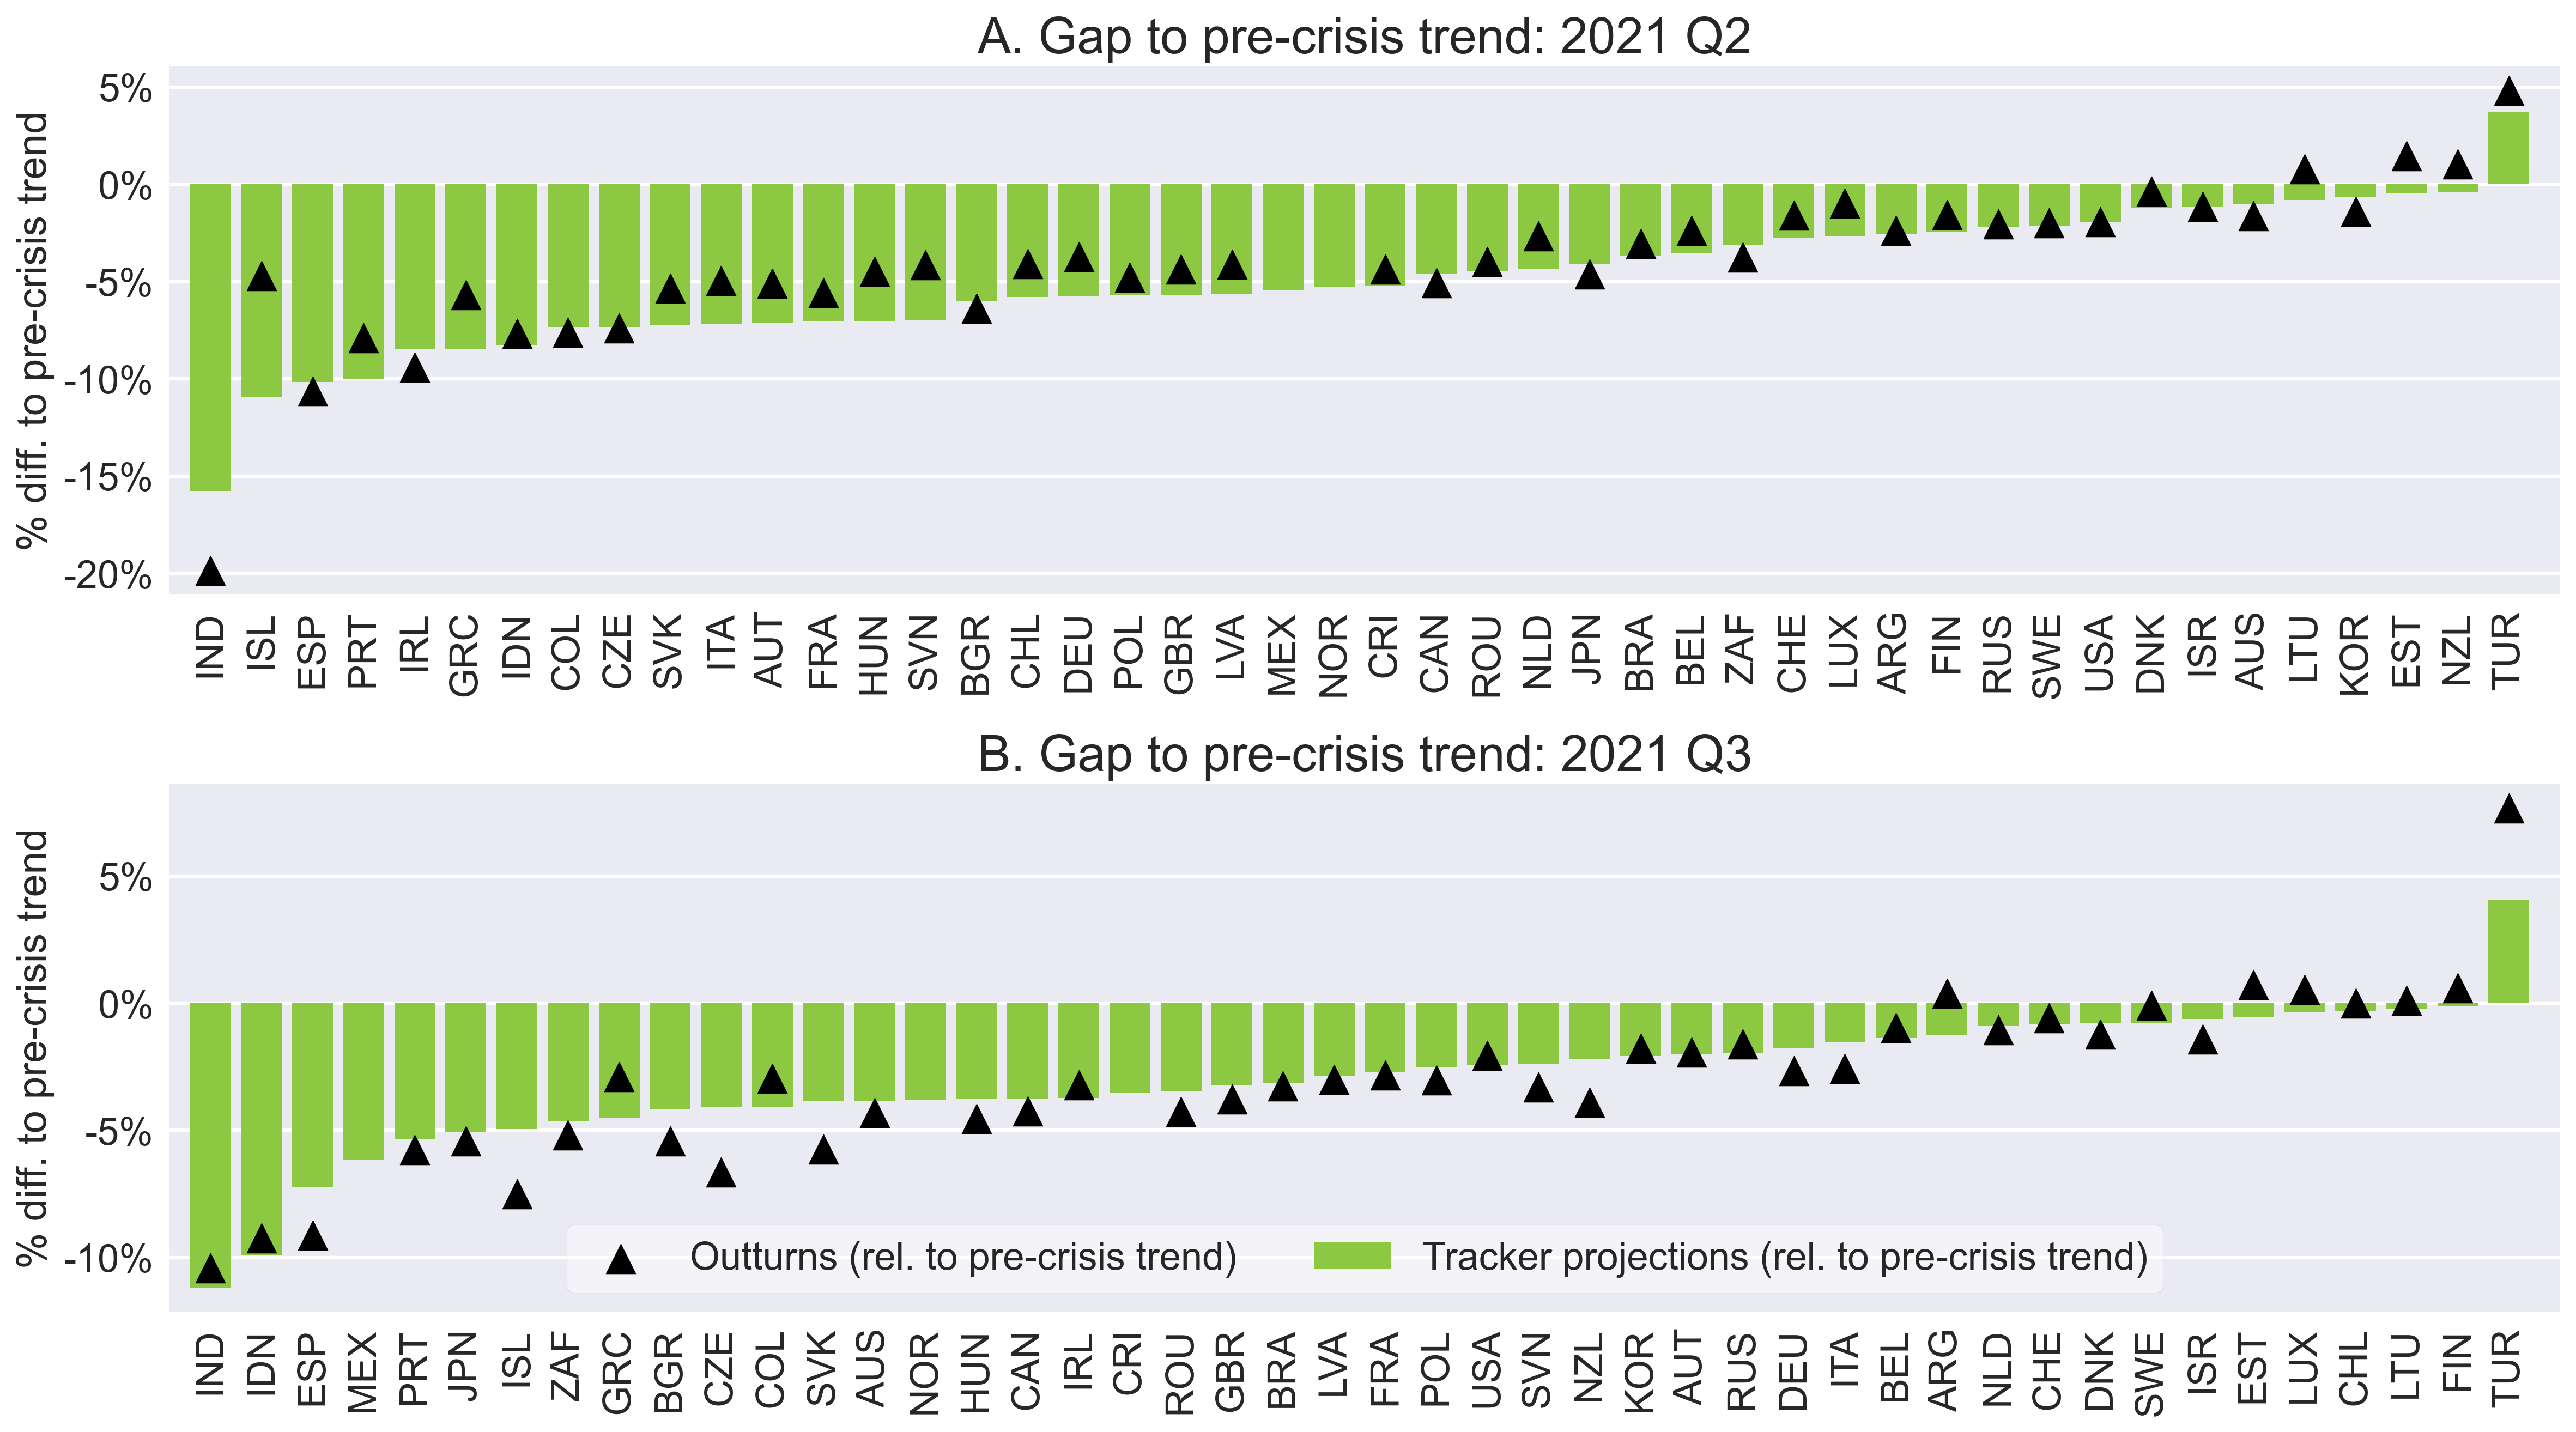 A. Gap to pre-crisis trend: 2021 Q2
% diff. to pre-crisis trend
5%
0%
-5%
-10%
-15%
-20%
IND ISL ESP PRT IRL GRC IDN COL CZE SVK ITA AUT FRA HUN SVN BGR CHL DEU POL GBR LVA MEX NOR CRI CAN ROU NLD JPN BRA BEL ZAF CHE LUX ARG FIN RUS SWE USA DNK ISR AUS LTU KOR EST NZL TUR
B. Gap to pre-crisis trend: 2021 Q3
% diff. to pre-crisis trend
5%
0%
-5%
-10%
Outturns (rel. to pre-crisis trend) Tracker projections (rel. to pre-crisis trend)
IND IDN ESP MEX PRT JPN ISL ZAF GRC BGR CZE COL SVK AUS NOR HUN CAN IRL CRI ROU GBR BRA LVA FRA POL USA SVN NZL KOR AUT RUS DEU ITA BEL ARG NLD CHE DNK SWE ISR EST LUX CHL LTU FIN TUR